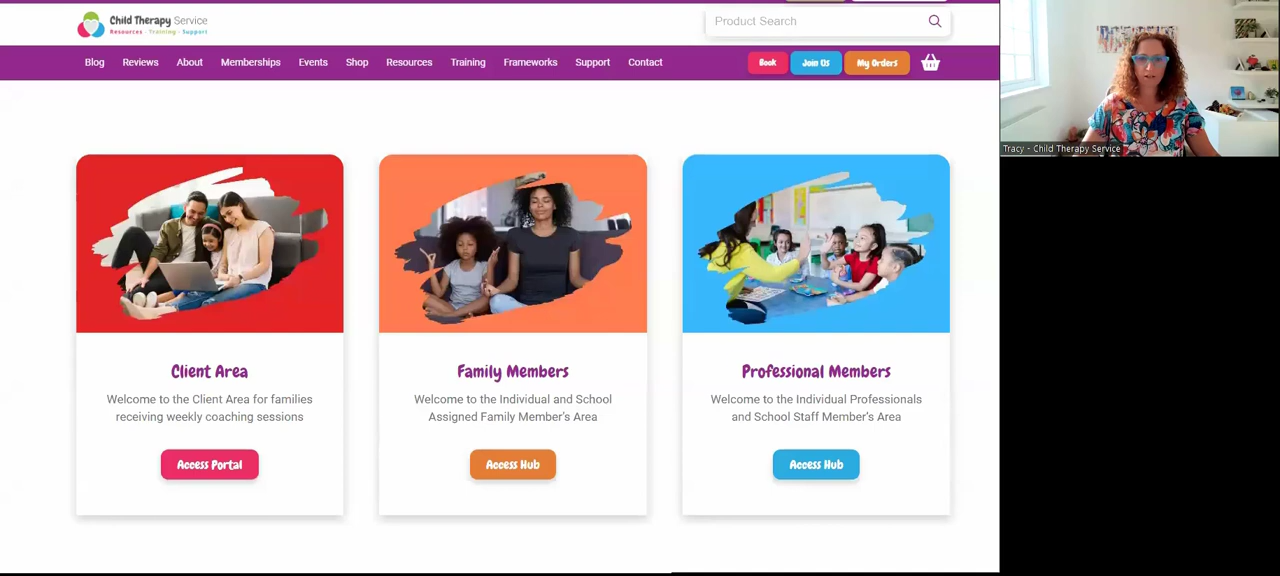 Child Therapy Service
Resources - Training - Support
Product Search
Blog
Reviews
About
Memberships
Events
Shop
Resources
Training
Frameworks
Support
Contact
Book
Join Us
My Orders
Tracy - Child Therapy Service
Client Area
Welcome to the Client Area for families
receiving weekly coaching sessions
Access Portal
Family Members
Welcome to the Individual and School
Assigned Family Member's Area
Access Hub
Professional Members
Welcome to the Individual Professionals
and School Staff Member's Area
Access Hub